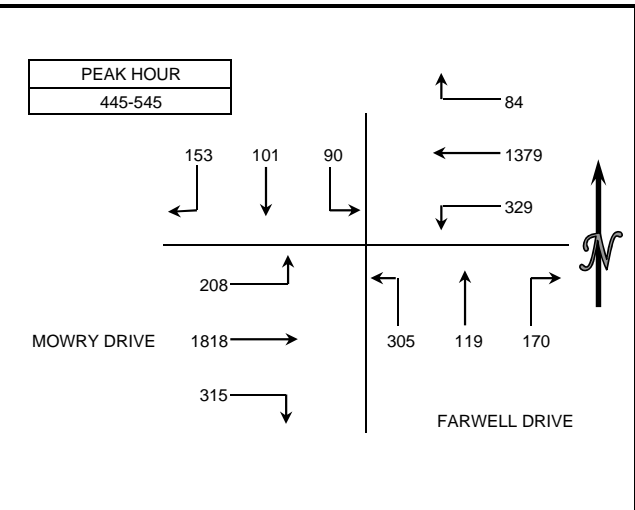 PEAK HOUR
445-545
84
153 101 90 1379
329
N
208
MOWRY DRIVE 1818 305 119 170
315
FARWELL DRIVE